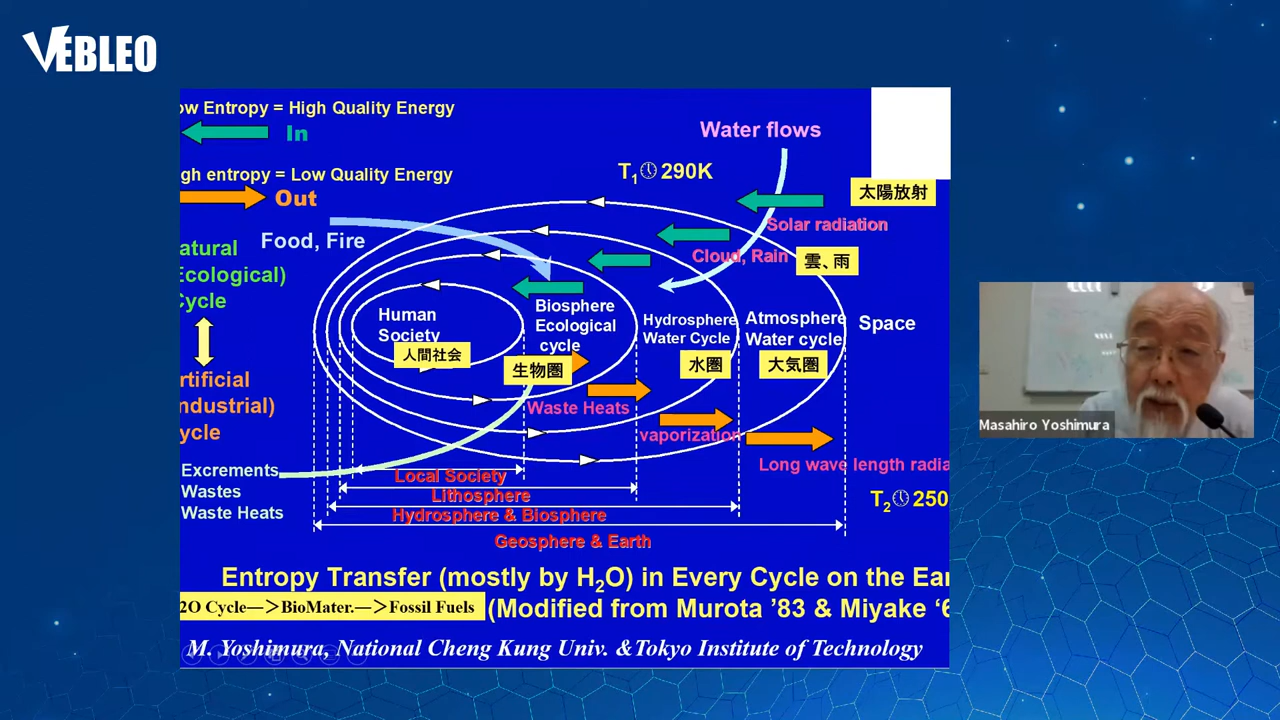 VEBLEO
ow Entropy = High Quality Energy
In
gh entropy = Low Quality Energy
Out
Water flows
T1 290K
太陽放射
Solar radiation
Food, Fire
Cloud, Rain
雲、雨
atural
Ecological)
Cycle
Human
Society
人間社会
Biosphere
Ecological
cycle
生物圏
Hydrosphere
Water Cycle
水圏
Atmosphere
Water cycle
大気圏
Space
rtificial
ndustrial)
ycle
Waste Heats
vaporization
Long wave length radia
Masahiro Yoshimura
Excrements
Wastes
Waste Heats
Local Society
Lithosphere
Hydrosphere & Biosphere
Geosphere & Earth
T2 250
Entropy Transfer (mostly by H2O) in Every Cycle on the Ear
2O Cycle—>BioMater.—>Fossil Fuels
(Modified from Murota ’83 & Miyake ‘6
M. Yoshimura, National Cheng Kung Univ. &Tokyo Institute of Technology